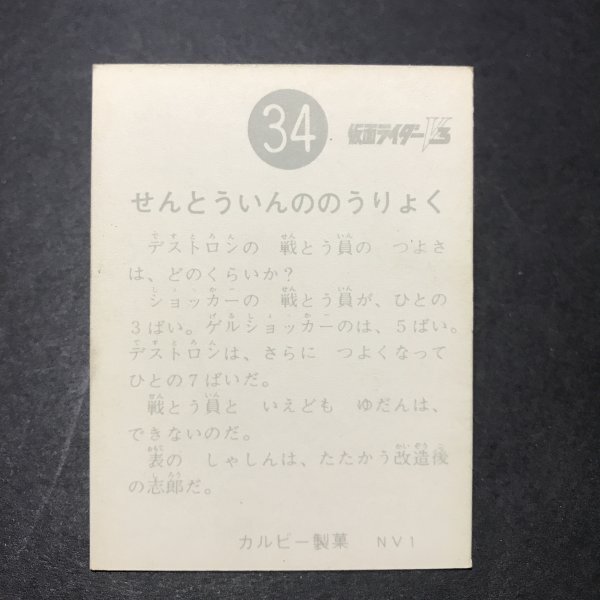 34
仮面ライダーV3
せんとういんののうりょく
デストロンの 戦とう員の つよさ
は、どのくらいか?
ショッカーの 戦とう員が、ひとの
3ばい。ゲルショッカーのは、5ばい。
デストロンは、さらに つよくなって
ひとの7ばいだ。
戦とう員と いえども ゆだんは、
できないのだ。
表の しゃしんは、たたかう改造後
の志郎だ。
カルビー製菓 NV1